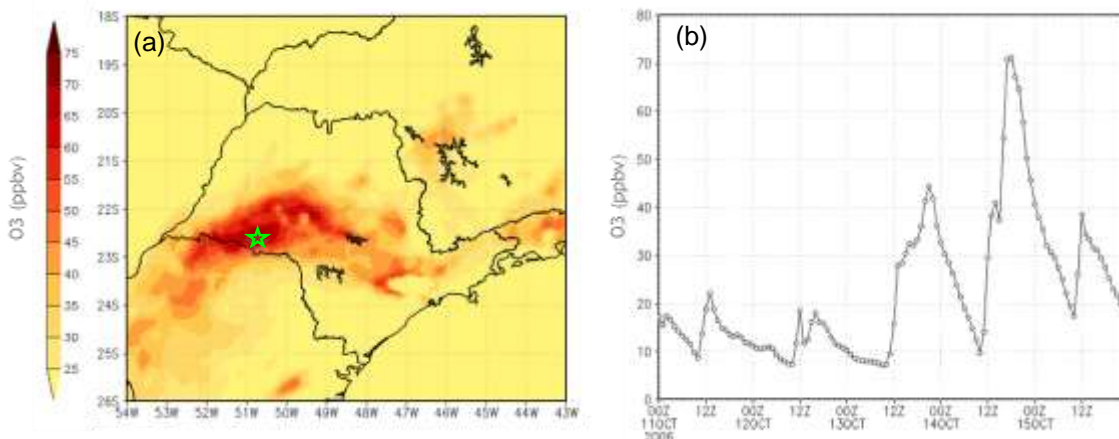 (a)
18S
19S
20S
21S
22S
23S
24S
25S
26S
54W 53W 52W 51W 50W 49W 48W 47W 46W 45W 44W 43W
O3 (ppbv)
75
70
65
60
55
50
45
40
35
30
25
(b)
O3 (ppbv)
80
70
60
50
40
30
20
10
0
00Z 12Z 00Z 12Z 00Z 12Z 00Z 12Z 00Z 12Z
11OCT 12OCT 13OCT 14OCT 15OCT
2006